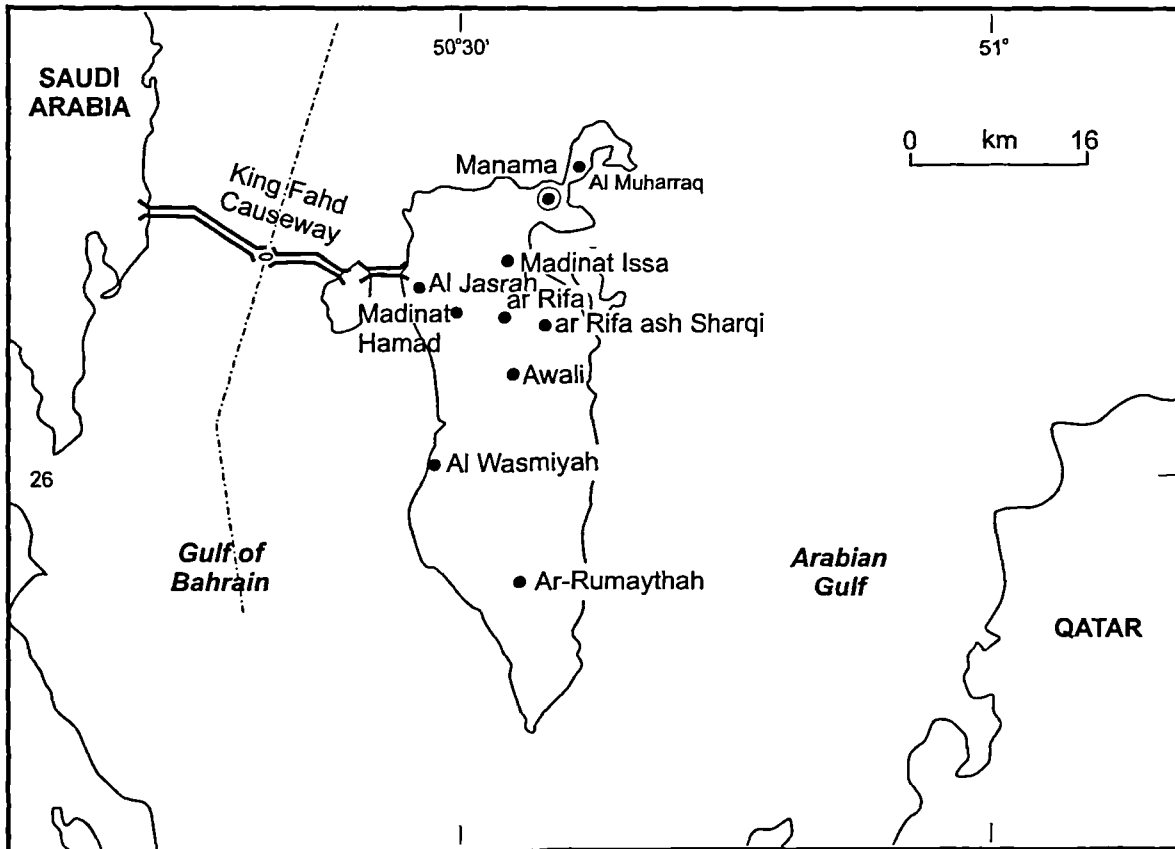 50°30'
51°
SAUDI
ARABIA
0 km 16
Manama
Al Muharraq
King Fahd
Causeway
Madinat Issa
Al Jasrah
ar Rifa
Madinat
Hamad
ar Rifa ash Sharqi
Awali
26
Al Wasmiyah
Gulf of
Bahrain
Arabian
Gulf
Ar-Rumaythah
QATAR